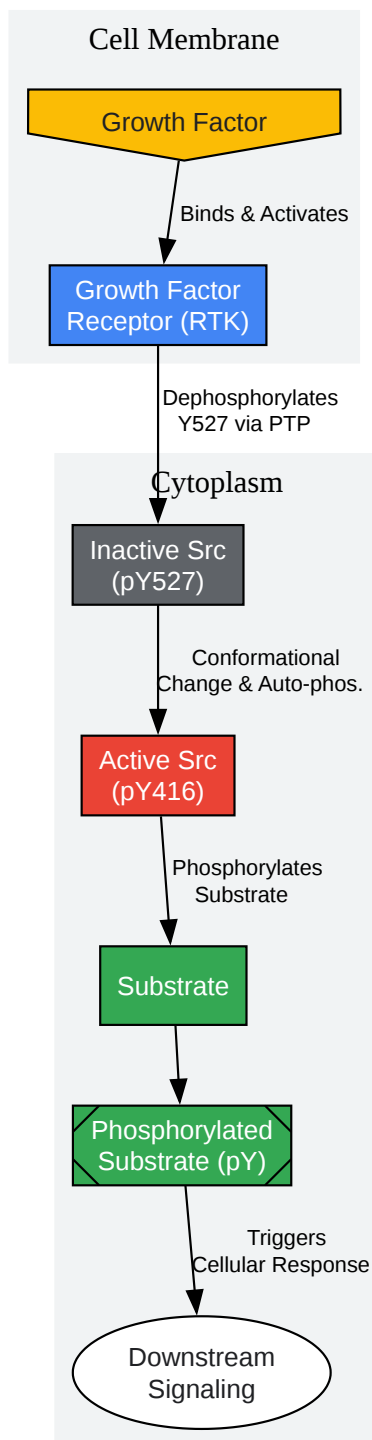 Cell Membrane
Growth Factor
Binds & Activates
Growth Factor
Receptor (RTK)
Dephosphorylates
Y527 via PTP
Cytoplasm
Inactive Src
(pY527)
Conformational
Change & Auto-phos.
Active Src
(pY416)
Phosphorylates
Substrate
Substrate
Phosphorylated
Substrate (pY)
Triggers
Cellular Response
Downstream
Signaling